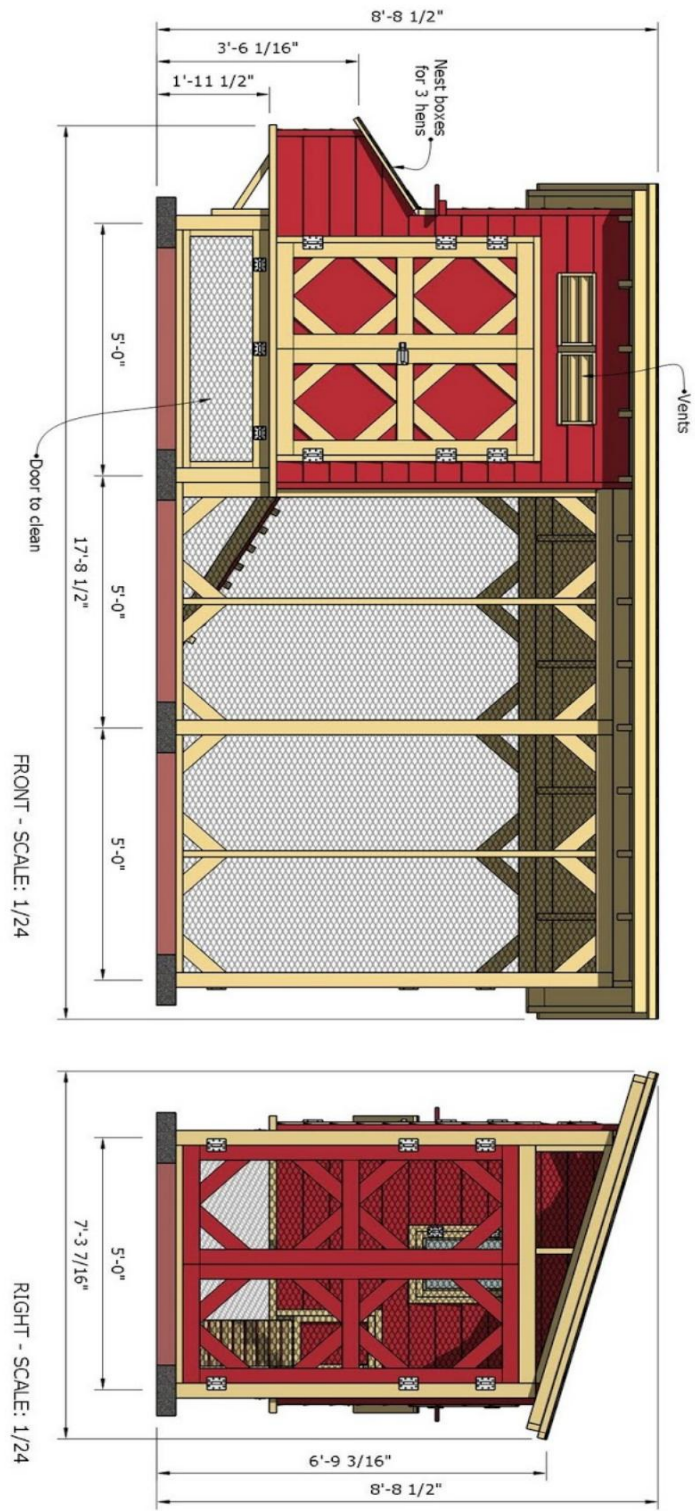 8'-8 1/2"
3'-6 1/16"
1'-11 1/2"
Nest boxes
for 3 hens
Vents
5'-0"
Door to clean
5'-0"
5'-0"
17'-8 1/2"
FRONT - SCALE: 1/24
5'-0"
7'-3 7/16"
RIGHT - SCALE: 1/24
6'-9 3/16"
8'-8 1/2"